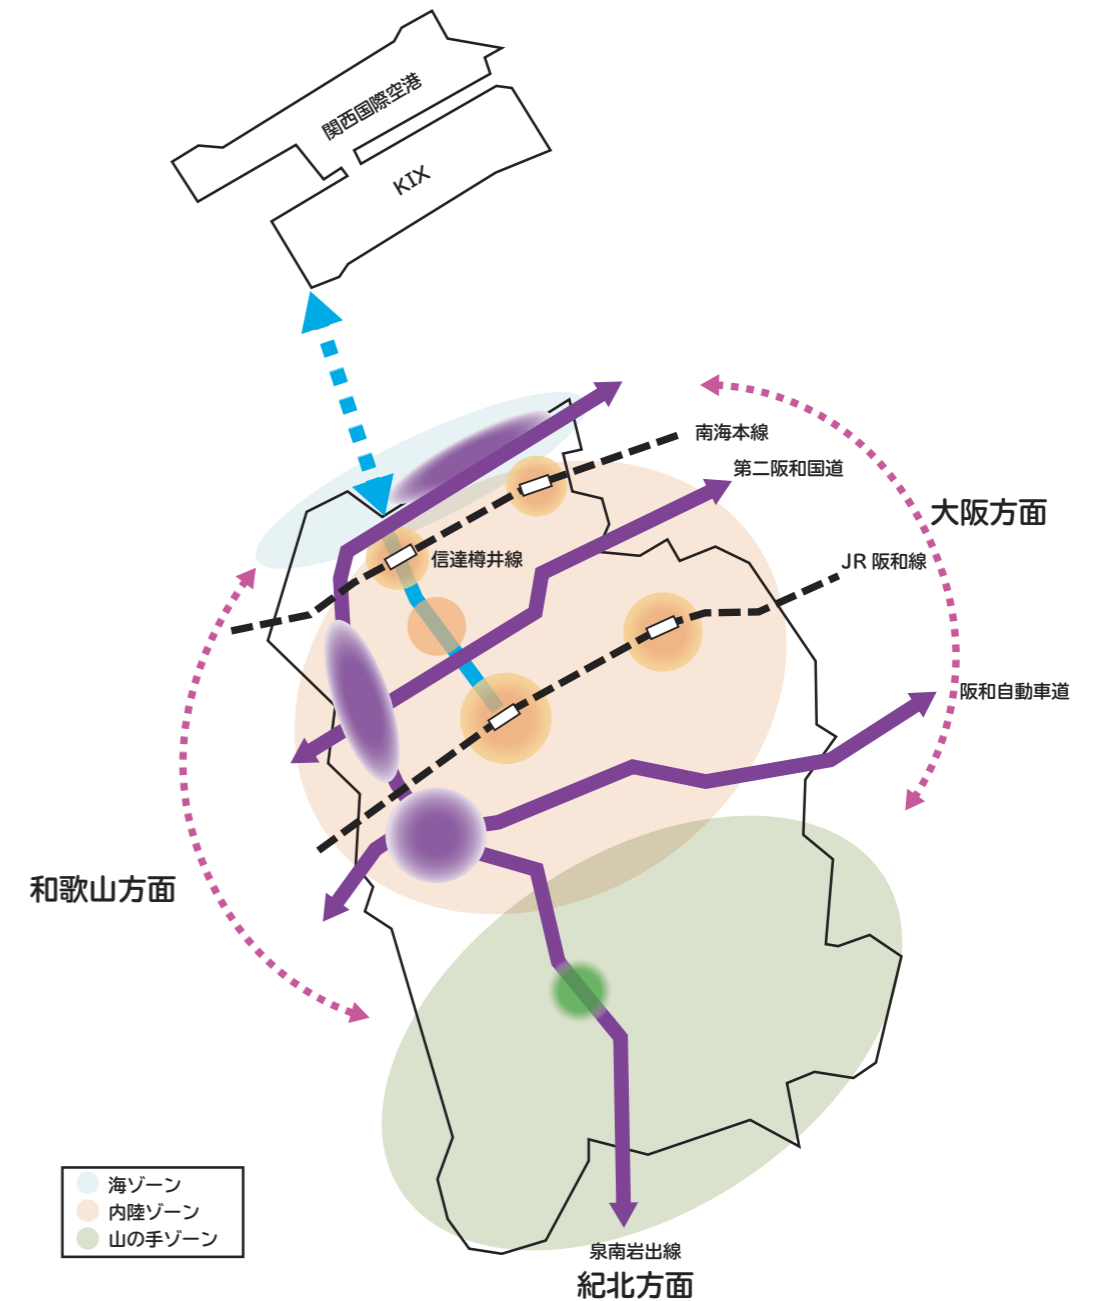 関西国際空港
KIX
南海本線
第二阪和国道
大阪方面
信達樽井線
JR 阪和線
阪和自動車道
和歌山方面
海ゾーン
内陸ゾーン
山の手ゾーン
泉南岩出線
紀北方面